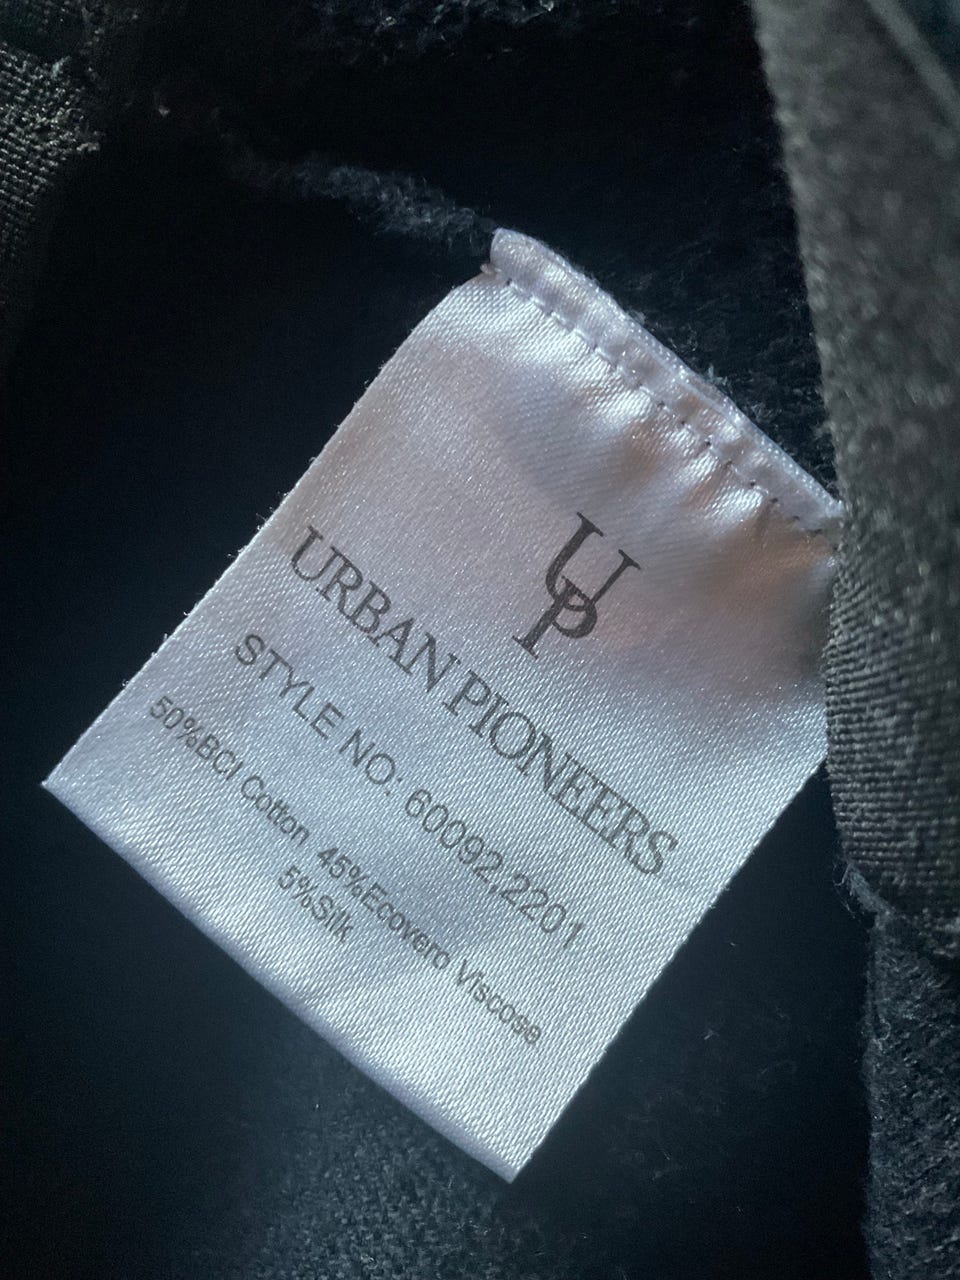 UP
URBAN PIONEERS
STYLE NO: 60092,2201
50%BCI Cotton 45%Ecovero Viscose
5%Silk